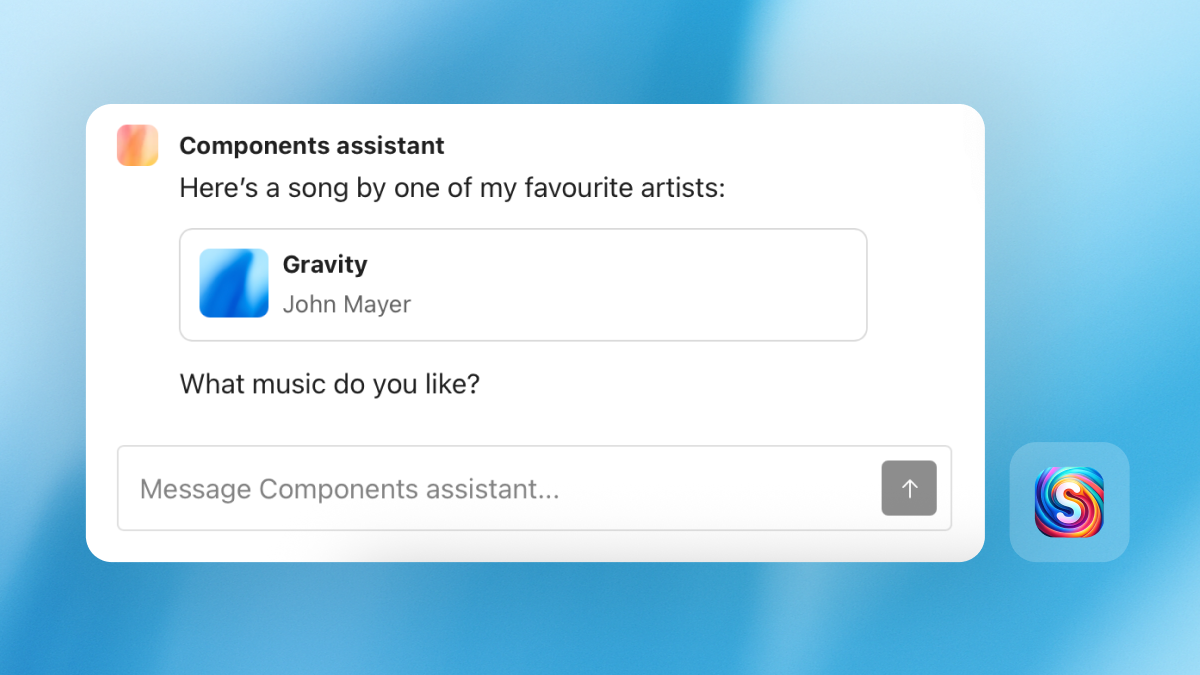 Components assistant
Here’s a song by one of my favourite artists:
Gravity
John Mayer
What music do you like?
Message Components assistant...
S